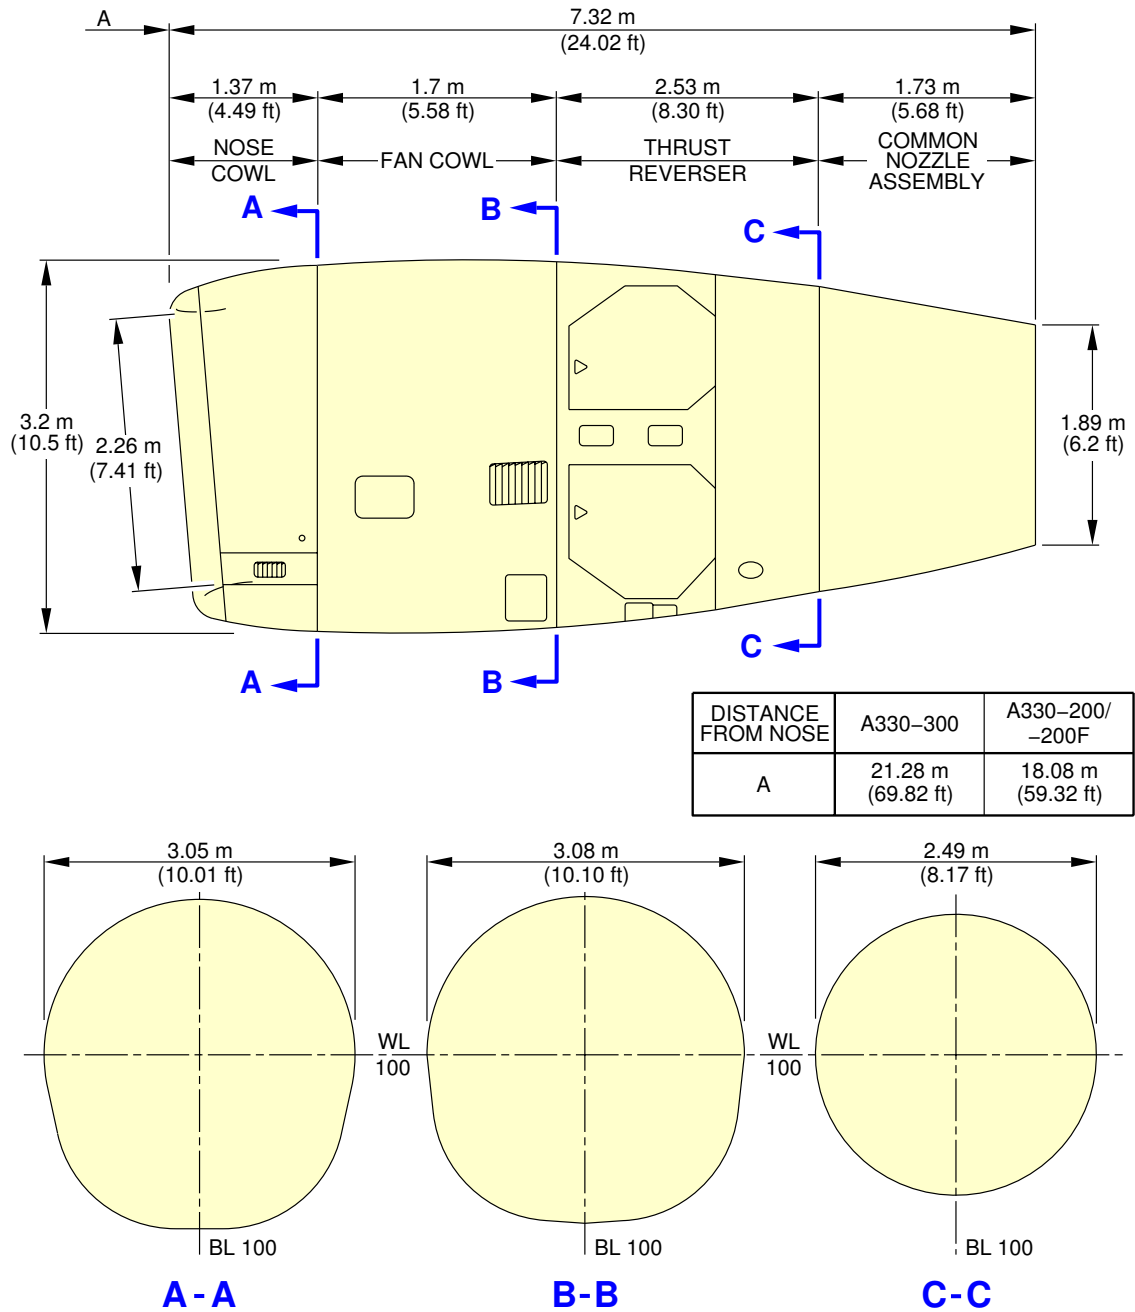 A
7.32 m
(24.02 ft)
1.37 m
(4.49 ft)
1.7 m
(5.58 ft)
2.53 m
(8.30 ft)
1.73 m
(5.68 ft)
NOSE
COWL
FAN COWL
THRUST
REVERSER
COMMON
NOZZLE
ASSEMBLY
A
B
C
3.2 m
(10.5 ft)
2.26 m
(7.41 ft)
1.89 m
(6.2 ft)
A
B
C
DISTANCE
FROM NOSE
A330−300
A330−200/
−200F
A
21.28 m
(69.82 ft)
18.08 m
(59.32 ft)
3.05 m
(10.01 ft)
3.08 m
(10.10 ft)
2.49 m
(8.17 ft)
WL
100
WL
100
BL 100
BL 100
BL 100
A-A
B-B
C-C